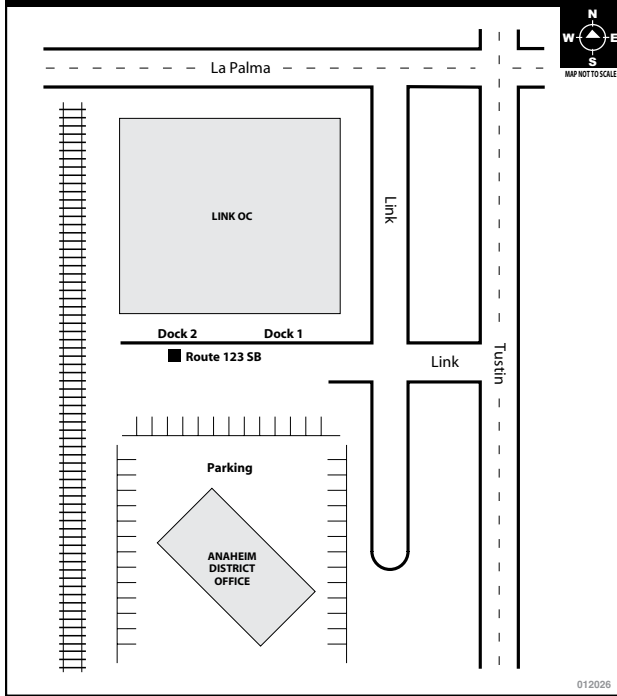 N
W E
S
MAP NOT TO SCALE
La Palma
LINK OC
Link
Dock 2 Dock 1
Route 123 SB
Link
Tustin
Parking
ANAHEIM
DISTRICT
OFFICE
012026